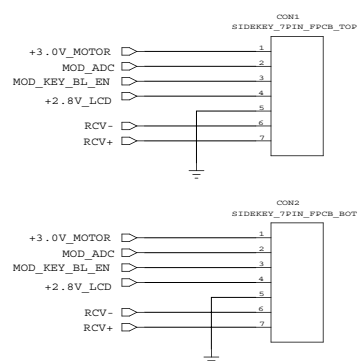 CON1
SIDEKEY_7PIN_FPCB_TOP
+3.0V_MOTOR 1
MOD_ADC 2
MOD_KEY_BL_EN 3
+2.8V_LCD 4
5
RCV- 6
RCV+ 7
CON2
SIDEKEY_7PIN_FPCB_BOT
+3.0V_MOTOR 1
MOD_ADC 2
MOD_KEY_BL_EN 3
+2.8V_LCD 4
5
RCV- 6
RCV+ 7